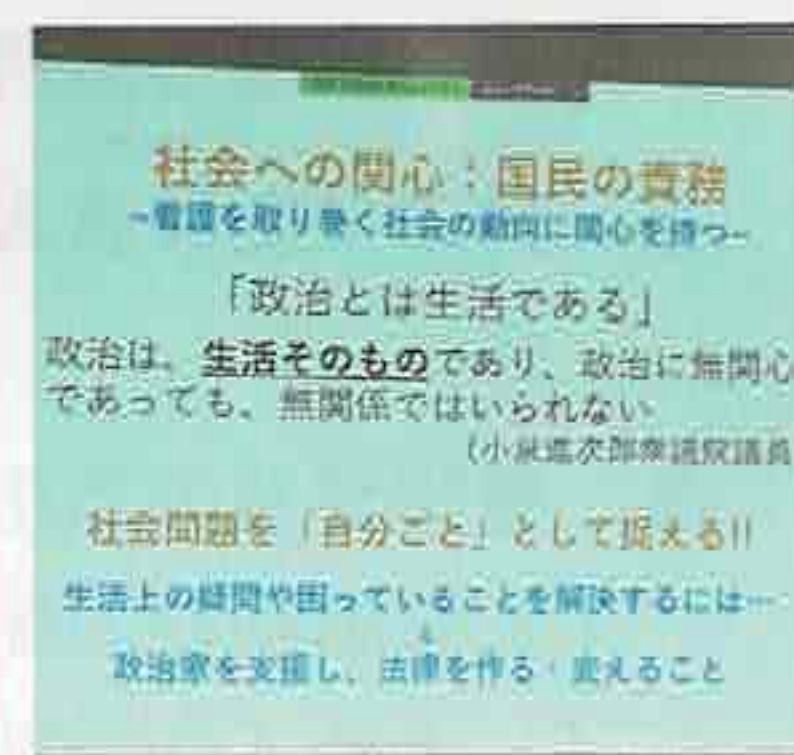 社会への関心：国民の責務
~看護を取り巻く社会の動向に関心を持つ~
「政治とは生活である」
政治は、生活そのものであり、政治に無関心
であっても、無関係ではいられない
(小泉進次郎衆議院議員
社会問題を「自分ごと」として捉える!!
生活上の疑問や困っていることを解決するには…
↓
政治家を支援し、法律を作る・変えること